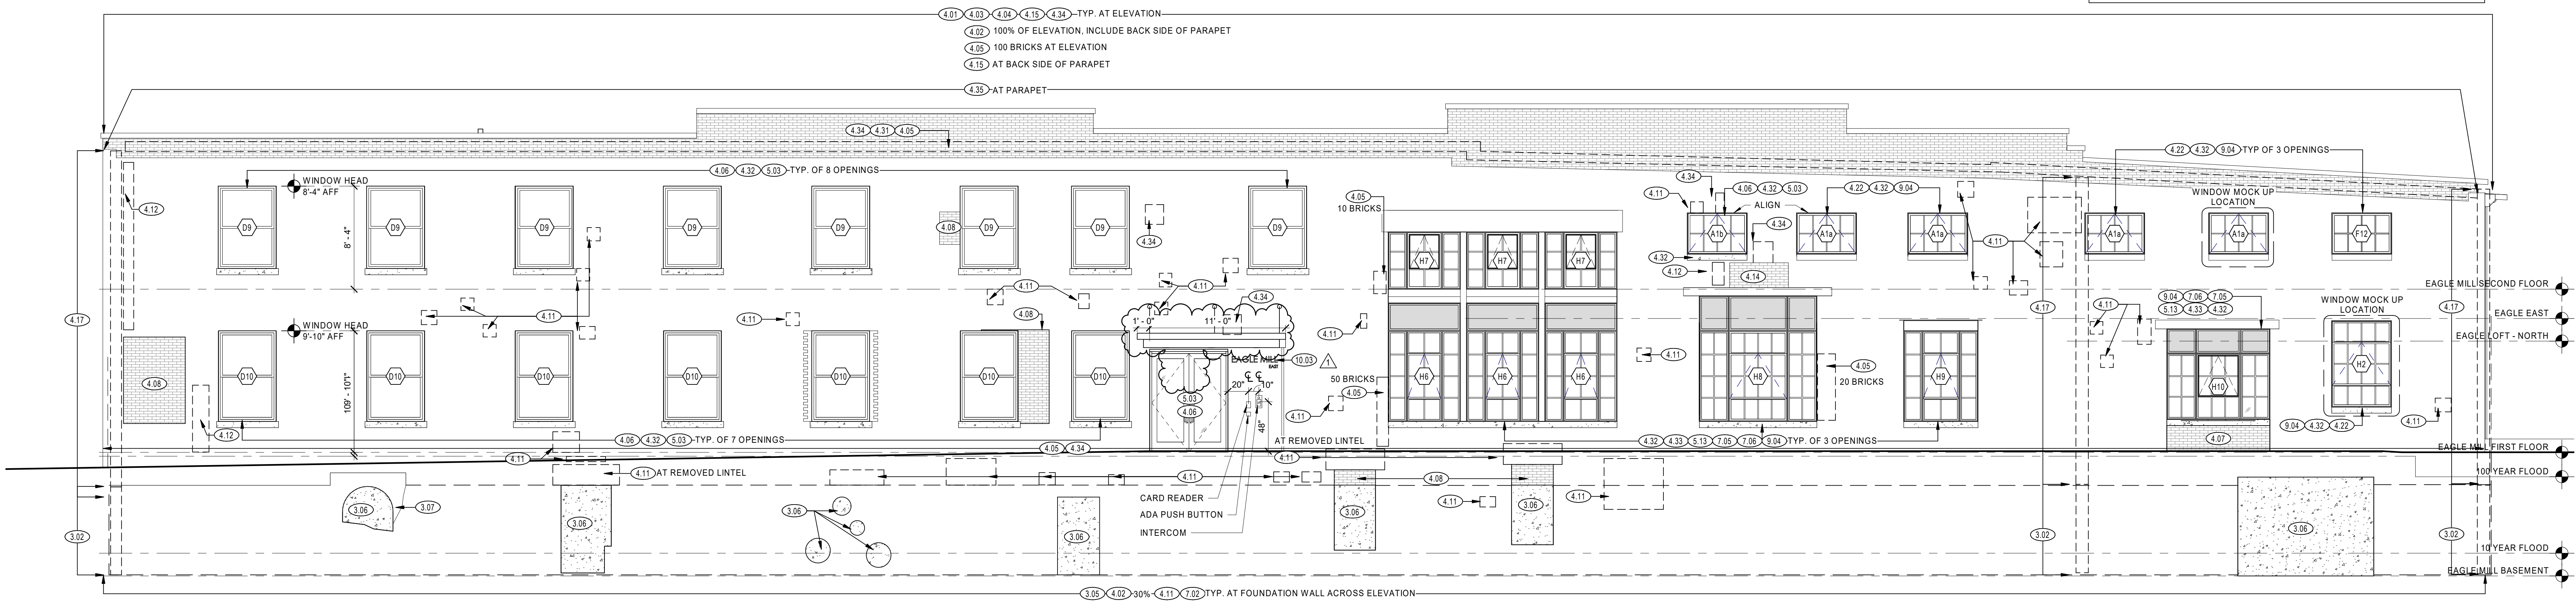 4.01 4.03 4.04 4.15 4.34 TYP. AT ELEVATION
4.02 100% OF ELEVATION, INCLUDE BACK SIDE OF PARAPET
4.05 100 BRICKS AT ELEVATION
4.15 AT BACK SIDE OF PARAPET
4.35 AT PARAPET
4.34 4.31 4.05
4.22 4.32 9.04 TYP OF 3 OPENINGS
4.06 4.32 5.03 TYP. OF 8 OPENINGS
WINDOW HEAD
8'-4" AFF
4.12
4.05
10 BRICKS
4.34
4.11
4.06 4.32 5.03
4.22 4.32 9.04
ALIGN
WINDOW MOCK UP
LOCATION
D9 D9 D9 D9 D9 4.08 D9 D9 D9
8' - 4"
4.34
4.34
A1b A1a A1a A1a A1a F12
4.11
4.32
4.12
4.14
H7 H7 H7
4.11 4.11
4.34
4.17
EAGLE MILL SECOND FLOOR
4.11
4.11
4.08
1' - 0" 11' - 0"
4.11
4.17
4.11
9.04 7.06 7.05
5.13 4.33 4.32
WINDOW MOCK UP
LOCATION
4.17
EAGLE EAST
EAGLE LOFT - NORTH
WINDOW HEAD
9'-10" AFF
EAGLE MILL
EAST
10.03 1
4.11
4.05
20 BRICKS
4.08
D10 D10 D10 D10 D10 D10 D10
109' - 10"
20" 10"
48"
5.03
4.06
50 BRICKS
4.05
4.11
H6 H6 H6 H8 H9 H10 H2
4.12
4.06 4.32 5.03 TYP. OF 7 OPENINGS
4.05 4.34
AT REMOVED LINTEL
4.32 4.33 5.13 7.05 7.06 9.04 TYP. OF 3 OPENINGS
4.07
9.04 4.32 4.22
4.11
EAGLE MILL FIRST FLOOR
4.11
4.11 AT REMOVED LINTEL
4.11
4.11
4.08
100 YEAR FLOOD
CARD READER
ADA PUSH BUTTON
INTERCOM
4.11
4.11
3.06 3.07
3.06
3.06
3.06
3.06
3.06
3.06
3.02
3.02
3.02
10 YEAR FLOOD
EAGLE MILL BASEMENT
3.05 4.02 30% 4.11 7.02 TYP. AT FOUNDATION WALL ACROSS ELEVATION